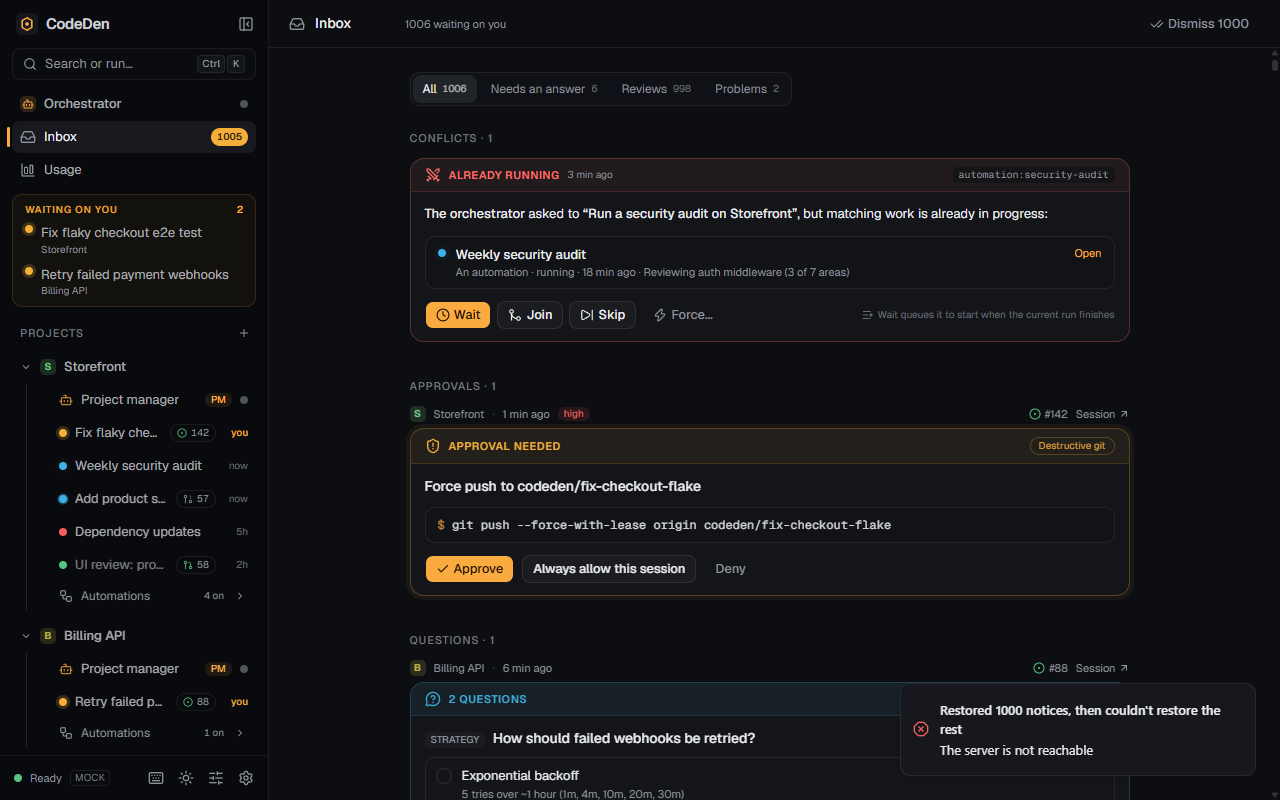 CodeDen
Search or run... Ctrl K
Orchestrator
Inbox 1005
Usage
WAITING ON YOU 2
Fix flaky checkout e2e test
Storefront
Retry failed payment webhooks
Billing API
PROJECTS
S Storefront
Project manager PM
Fix flaky che... 142 you
Weekly security audit now
Add product s... 57 now
Dependency updates 5h
UI review: pro... 58 2h
Automations 4 on
B Billing API
Project manager PM
Retry failed p... 88 you
Automations 1 on
Ready MOCK
Inbox 1006 waiting on you Dismiss 1000
All 1006 Needs an answer 6 Reviews 998 Problems 2
CONFLICTS · 1
ALREADY RUNNING 3 min ago automation:security-audit
The orchestrator asked to “Run a security audit on Storefront”, but matching work is already in progress:
Weekly security audit Open
An automation · running · 18 min ago · Reviewing auth middleware (3 of 7 areas)
Wait Join Skip Force... Wait queues it to start when the current run finishes
APPROVALS · 1
S Storefront · 1 min ago high #142 Session
APPROVAL NEEDED Destructive git
Force push to codeden/fix-checkout-flake
$ git push --force-with-lease origin codeden/fix-checkout-flake
Approve Always allow this session Deny
QUESTIONS · 1
B Billing API · 6 min ago #88 Session
2 QUESTIONS
STRATEGY How should failed webhooks be retried?
Exponential backoff
5 tries over ~1 hour (1m, 4m, 10m, 20m, 30m)
Restored 1000 notices, then couldn't restore the
rest
The server is not reachable